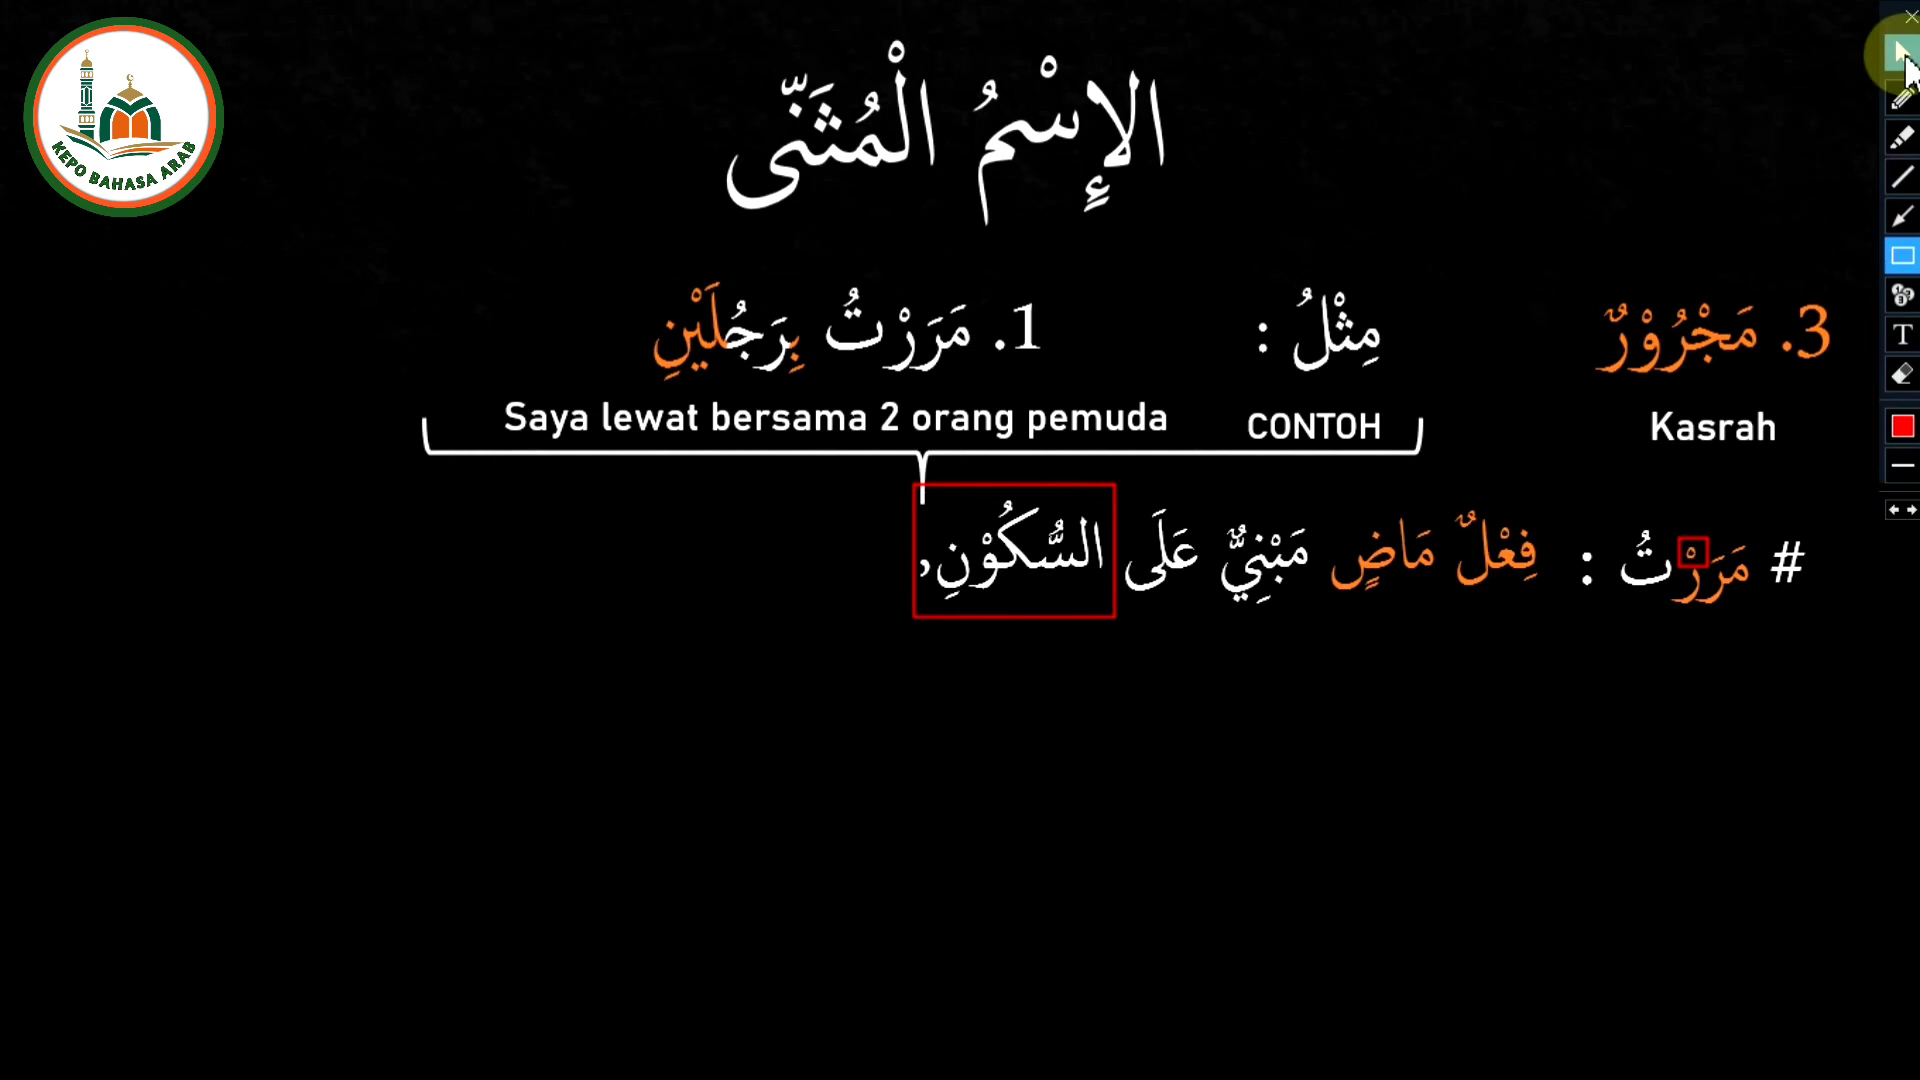 KEPO BAHASA ARAB
الإِسْمُ الْمُثَنَّى
3. مَجْرُوْرٌ مِثْلُ : 1. مَرَرْتُ بِرَجُلَيْنِ
Saya lewat bersama 2 orang pemuda CONTOH Kasrah
# مَرَرْتُ : فِعْلٌ مَاضٍ مَبْنِيٌّ عَلَى السُّكُوْنِ,